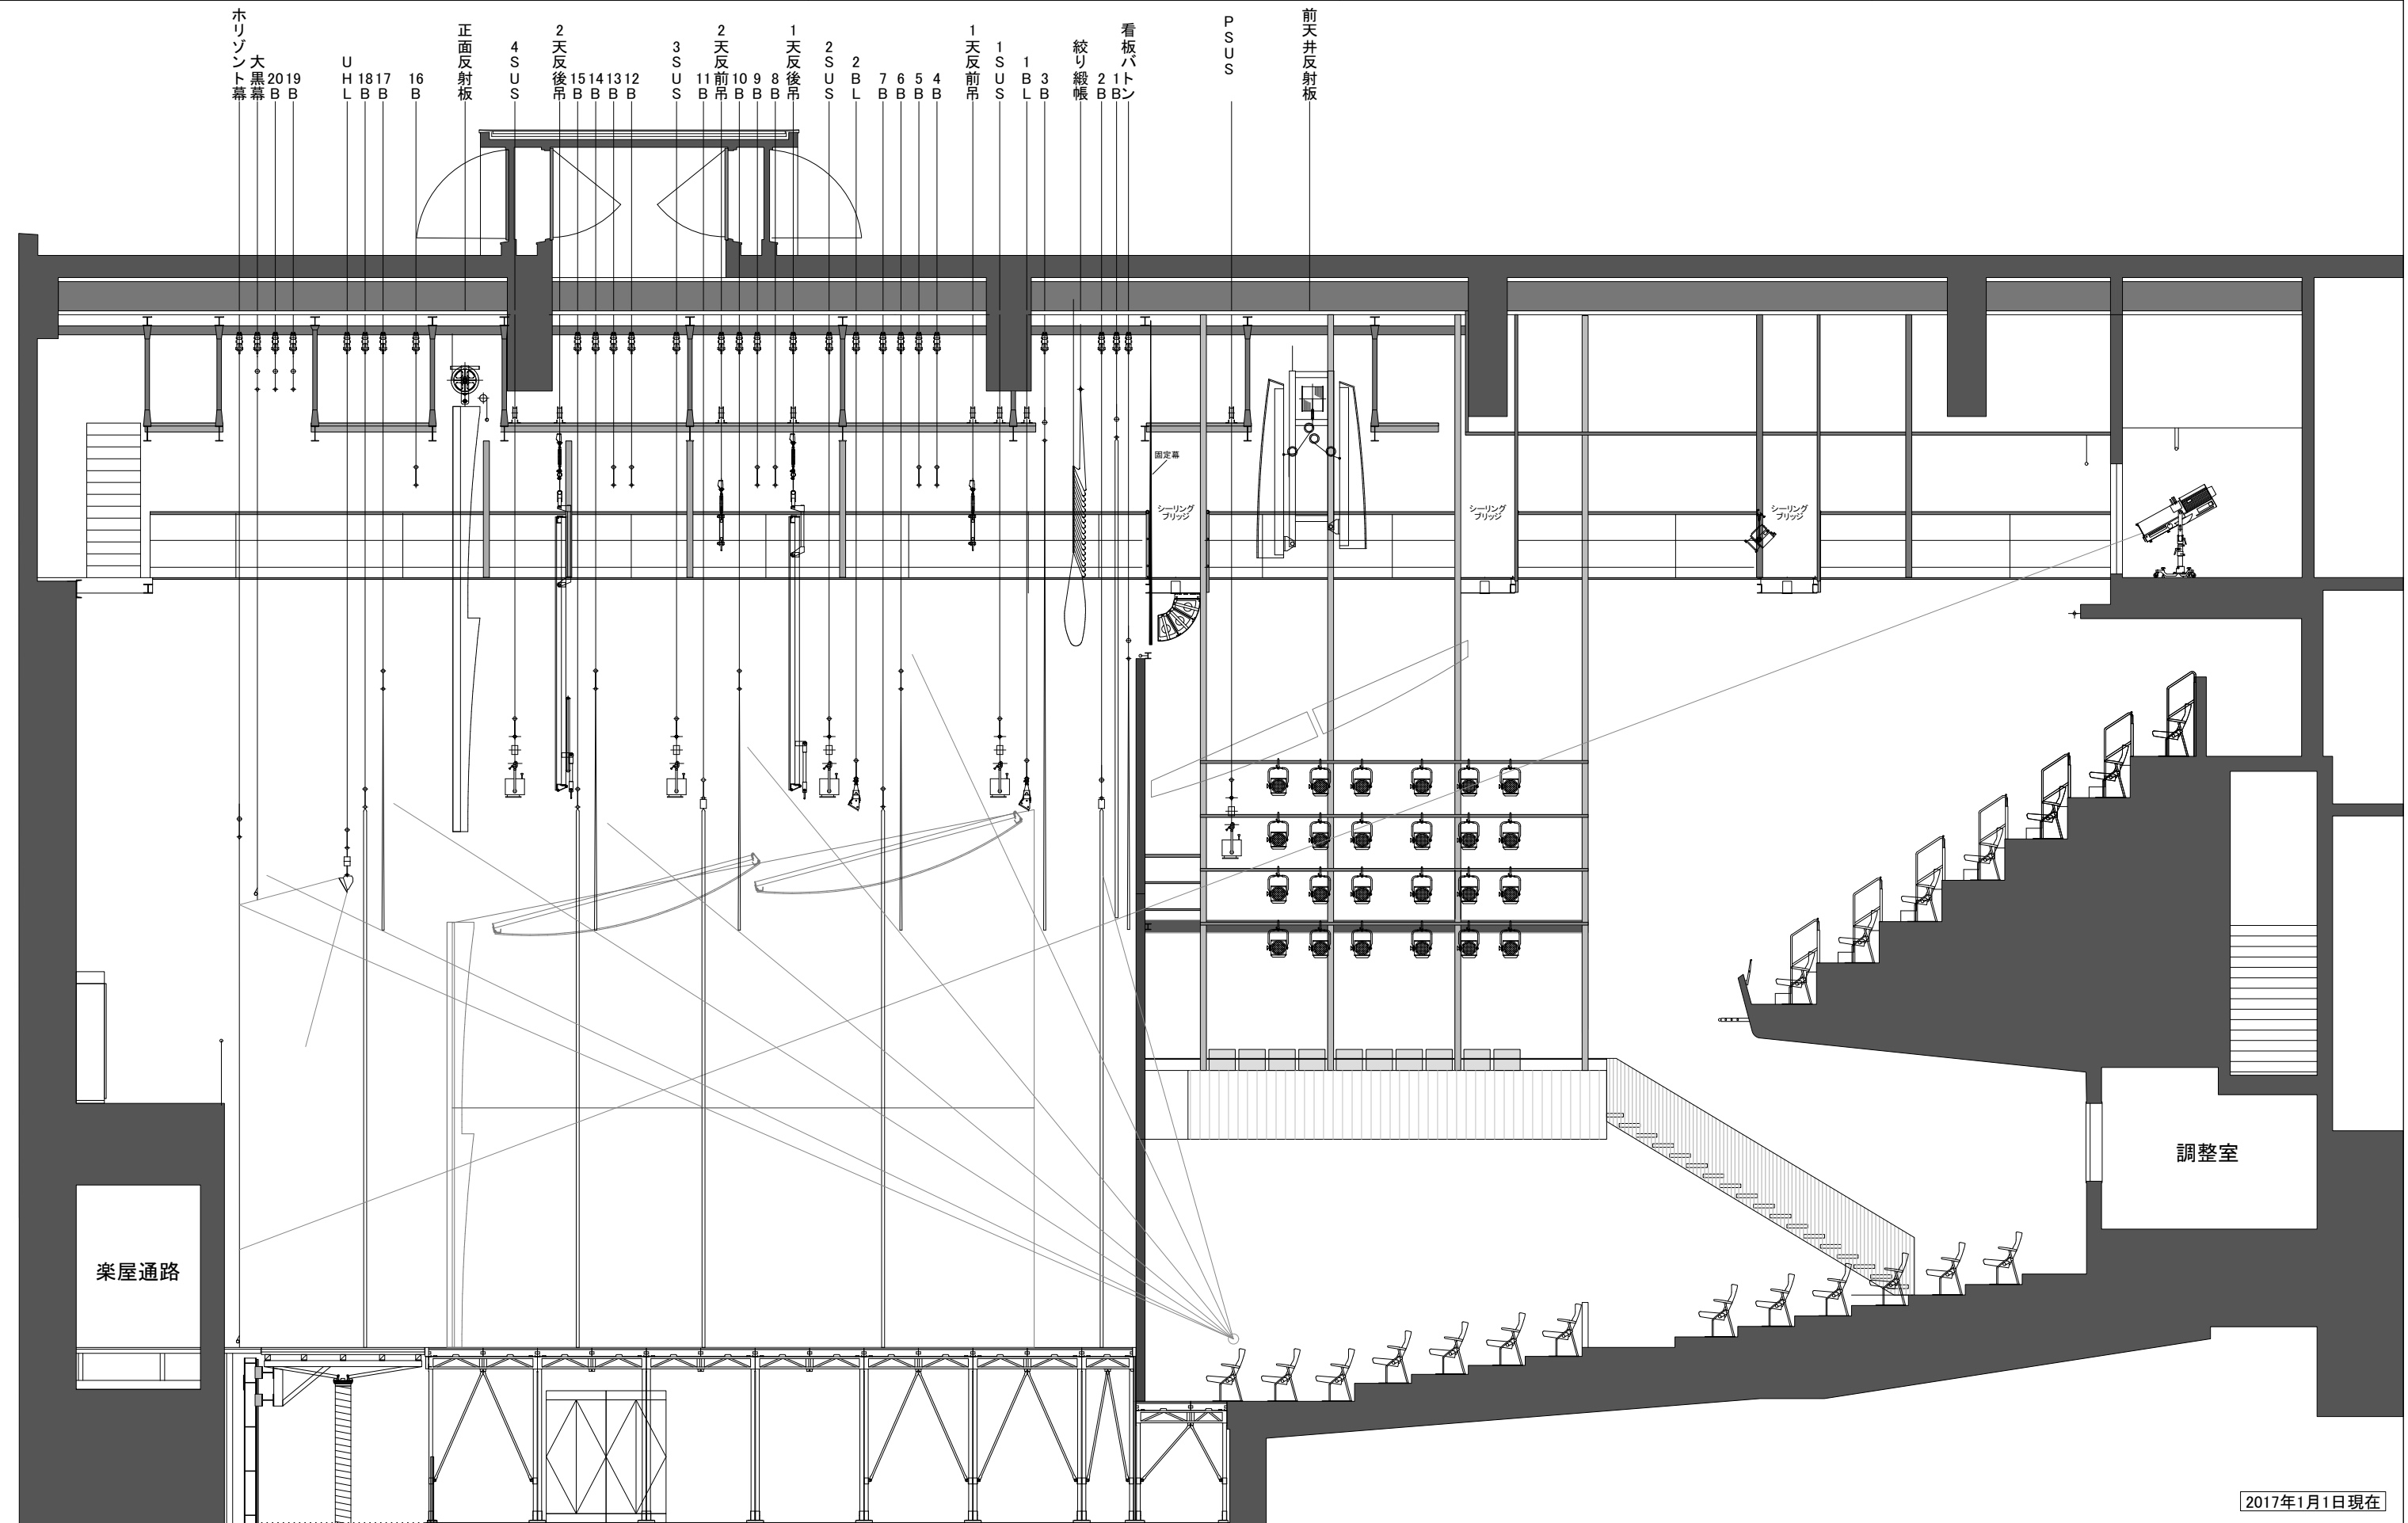 ホリゾント幕
大黒幕
20B
19B
UHL
18B
17B
16B
正面反射板
4SUS
2天反後吊
15B
14B
13B
12B
3SUS
11B
2天反前吊
10B
9B
8B
1天反後吊
2SUS
2BL
7B
6B
5B
4B
1天反前吊
1SUS
1BL
3B
絞り緞帳
2B
1B
看板バトン
PSUS
前天井反射板
固定幕
シーリング
ブリッジ
シーリング
ブリッジ
シーリング
ブリッジ
調整室
楽屋通路
2017年1月1日現在